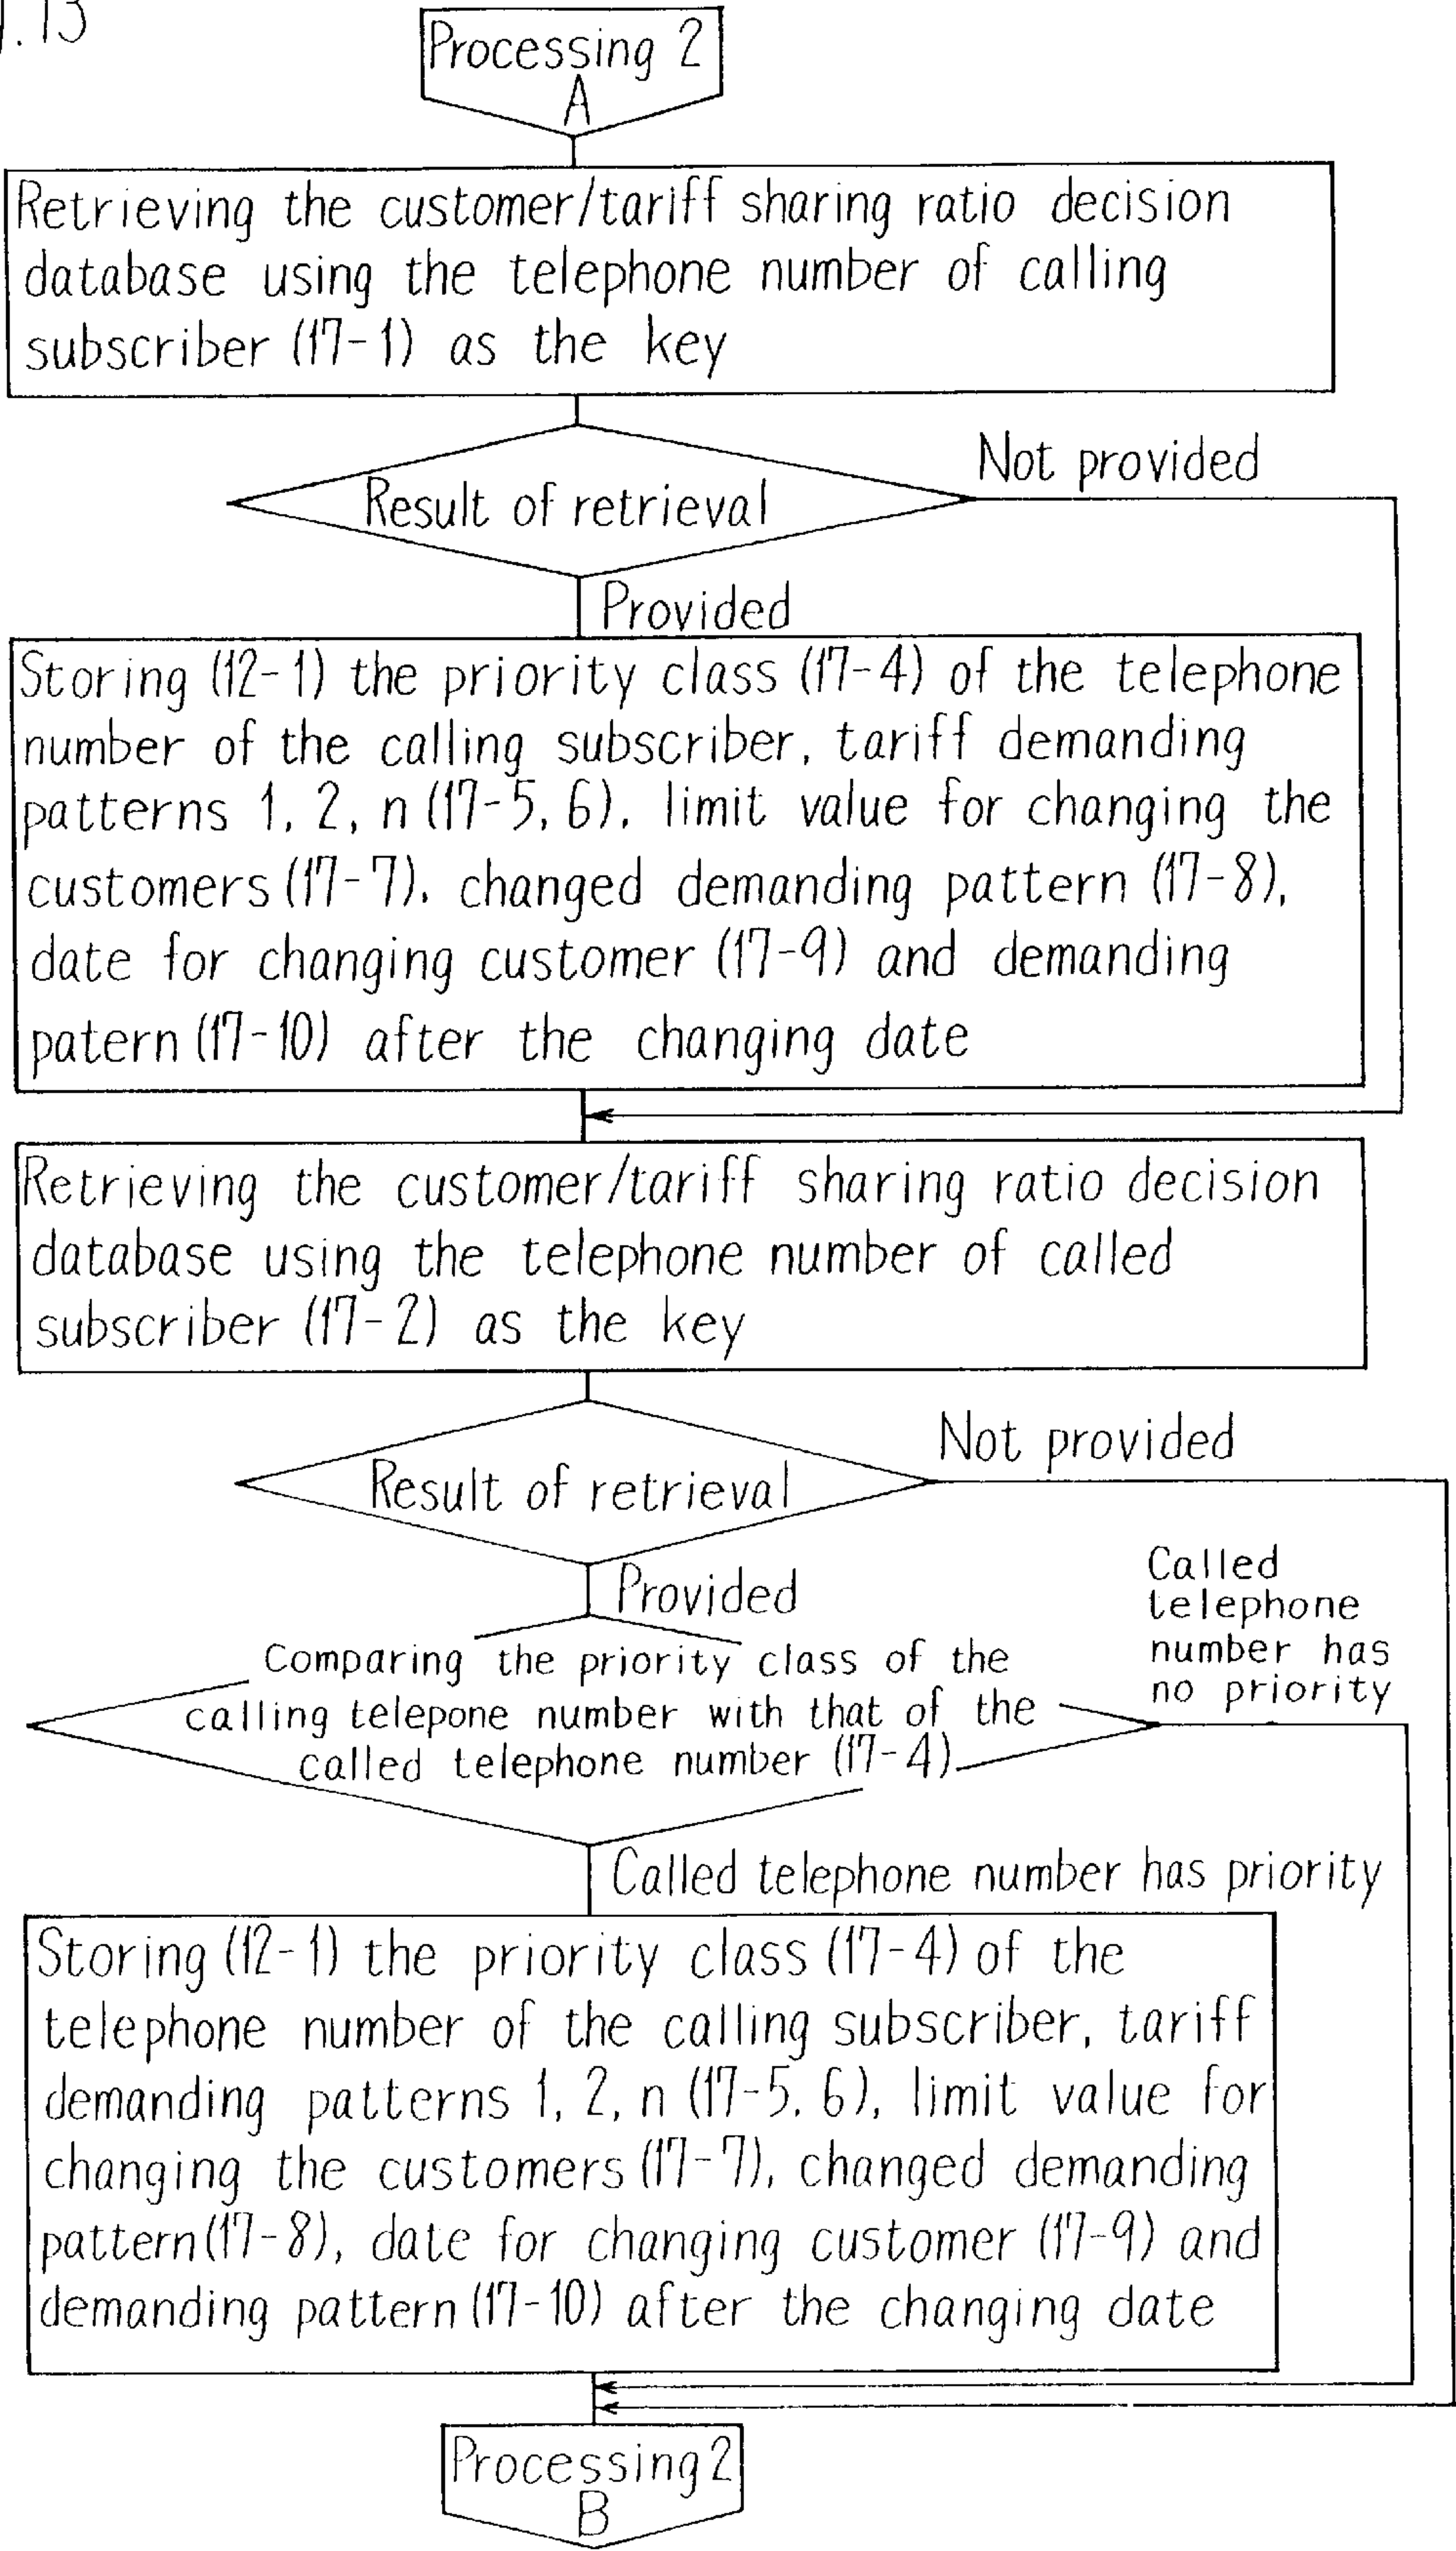 .13
Processing 2
A
Retrieving the customer/tariff sharing ratio decision
database using the telephone number of calling
subscriber (17-1) as the key
Not provided
Result of retrieval
Provided
Storing (12-1) the priority class (17-4) of the telephone
number of the calling subscriber, tariff demanding
patterns 1, 2, n (17-5, 6), limit value for changing the
customers (17-7), changed demanding pattern (17-8),
date for changing customer (17-9) and demanding
patern (17-10) after the changing date
Retrieving the customer/tariff sharing ratio decision
database using the telephone number of called
subscriber (17-2) as the key
Not provided
Result of retrieval
Provided
Called
telephone
number has
no priority
Comparing the priority class of the
calling telepone number with that of the
called telephone number (17-4)
Called telephone number has priority
Storing (12-1) the priority class (17-4) of the
telephone number of the calling subscriber, tariff
demanding patterns 1, 2, n (17-5, 6), limit value for
changing the customers (17-7), changed demanding
pattern (17-8), date for changing customer (17-9) and
demanding pattern (17-10) after the changing date
Processing 2
B